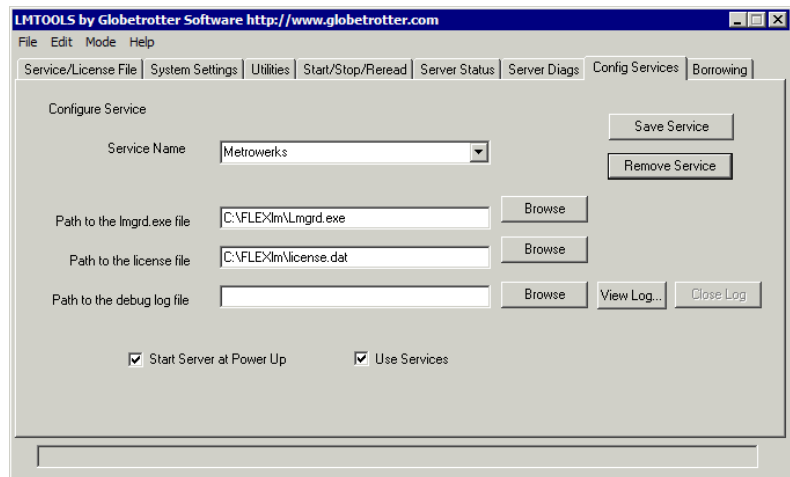 LMTOOLS by Globetrotter Software http://www.globetrotter.com
File Edit Mode Help
Service/License File System Settings Utilities Start/Stop/Reread Server Status Server Diags Config Services Borrowing
Configure Service
Save Service
Service Name Metrowerks
Remove Service
Path to the lmgrd.exe file C:\FLEXlm\Lmgrd.exe Browse
Path to the license file C:\FLEXlm\license.dat Browse
Path to the debug log file Browse View Log... Close Log
Start Server at Power Up Use Services